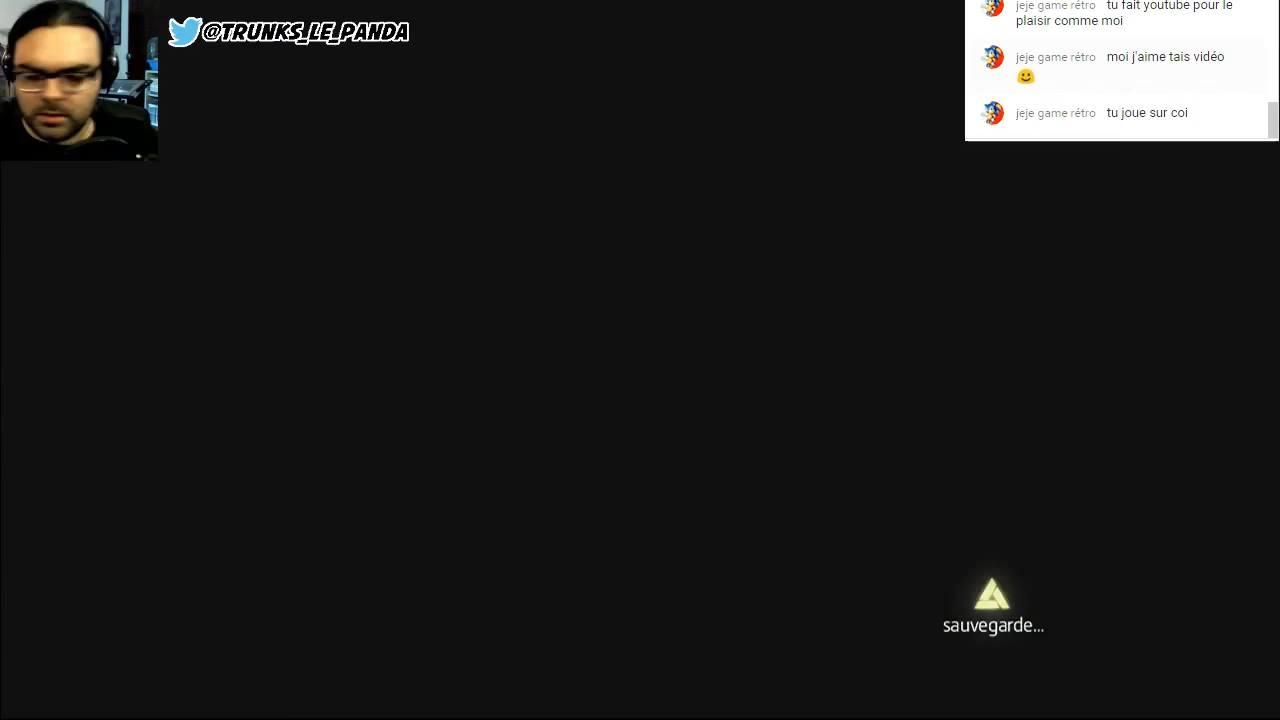 @TRUNKS_LE_PANDA
jeje game rétro tu fait youtube pour le
plaisir comme moi
jeje game rétro moi j'aime tais vidéo
jeje game rétro tu joue sur coi
sauvegarde...